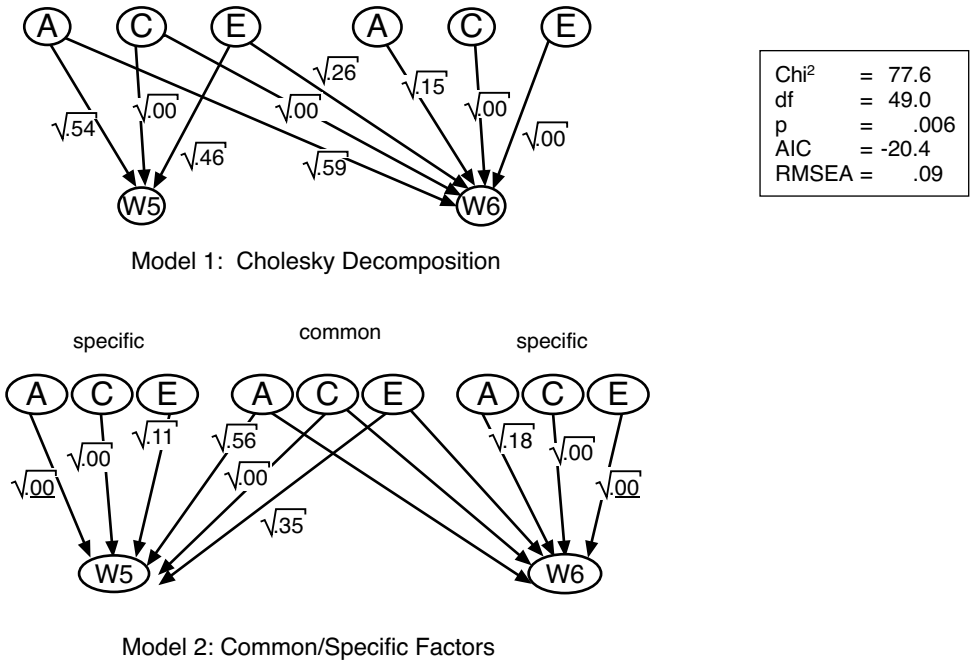 A C E A C E
√.54 √.00 √.46 √.26 √.00 √.59 √.15 √.00 √.00
W5 W6
Chi² = 77.6
df = 49.0
p = .006
AIC = -20.4
RMSEA = .09
Model 1: Cholesky Decomposition
specific common specific
A C E A C E A C E
√.00 √.00 √.11 √.56 √.00 √.35 √.18 √.00 √.00
W5 W6
Model 2: Common/Specific Factors